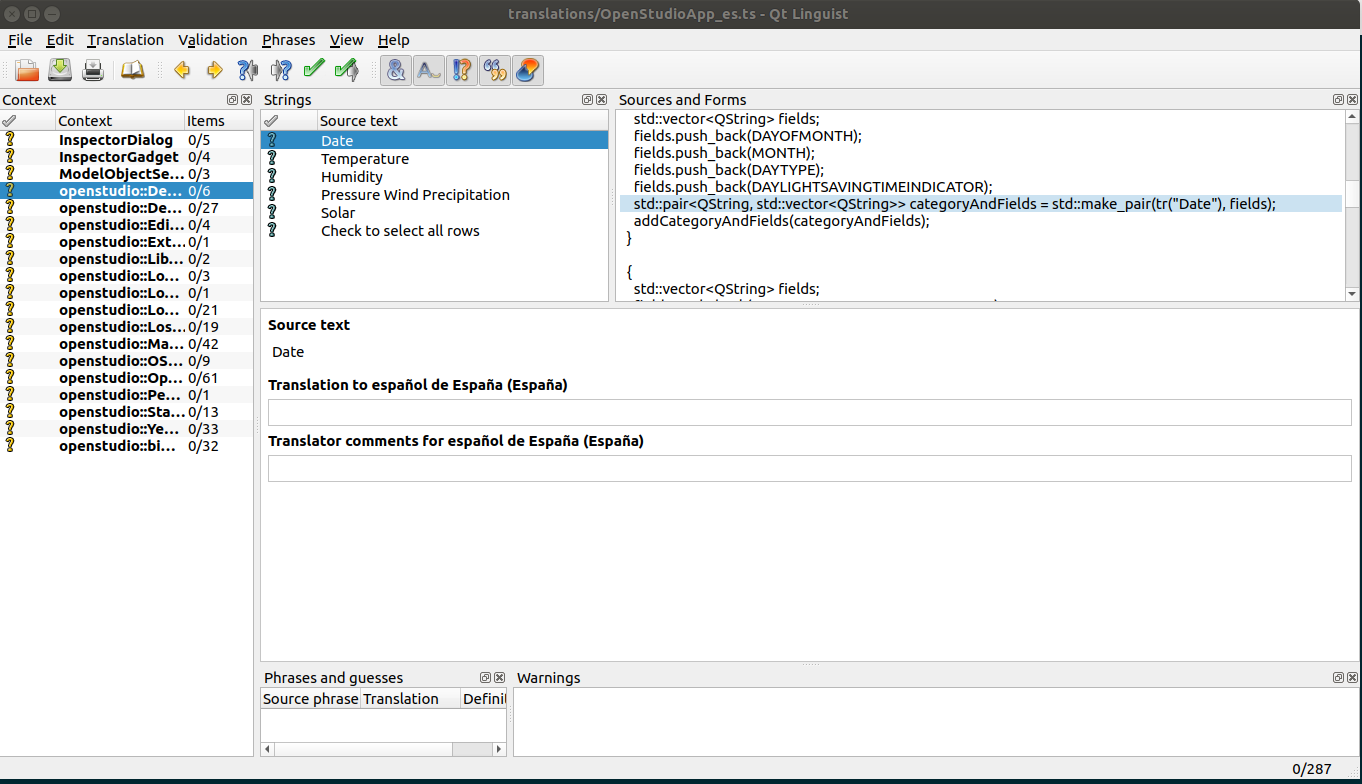 translations/OpenStudioApp_es.ts - Qt Linguist
File Edit Translation Validation Phrases View Help
Context
Context Items
InspectorDialog 0/5
InspectorGadget 0/4
ModelObjectSe... 0/3
openstudio::De... 0/6
openstudio::De... 0/27
openstudio::Edi... 0/4
openstudio::Ext... 0/1
openstudio::Lib... 0/2
openstudio::Lo... 0/3
openstudio::Lo... 0/1
openstudio::Lo... 0/21
openstudio::Los... 0/19
openstudio::Ma... 0/42
openstudio::OS... 0/9
openstudio::Op... 0/61
openstudio::Pe... 0/1
openstudio::Sta... 0/13
openstudio::Ye... 0/33
openstudio::bi... 0/32
Strings
Source text
Date
Temperature
Humidity
Pressure Wind Precipitation
Solar
Check to select all rows
Sources and Forms
std::vector<QString> fields;
fields.push_back(DAYOFMONTH);
fields.push_back(MONTH);
fields.push_back(DAYTYPE);
fields.push_back(DAYLIGHTSAVINGTIMEINDICATOR);
std::pair<QString, std::vector<QString>> categoryAndFields = std::make_pair(tr("Date"), fields);
addCategoryAndFields(categoryAndFields);
}
{
std::vector<QString> fields;
Source text
Date
Translation to español de España (España)
Translator comments for español de España (España)
Phrases and guesses
Source phrase Translation Defini
Warnings
0/287